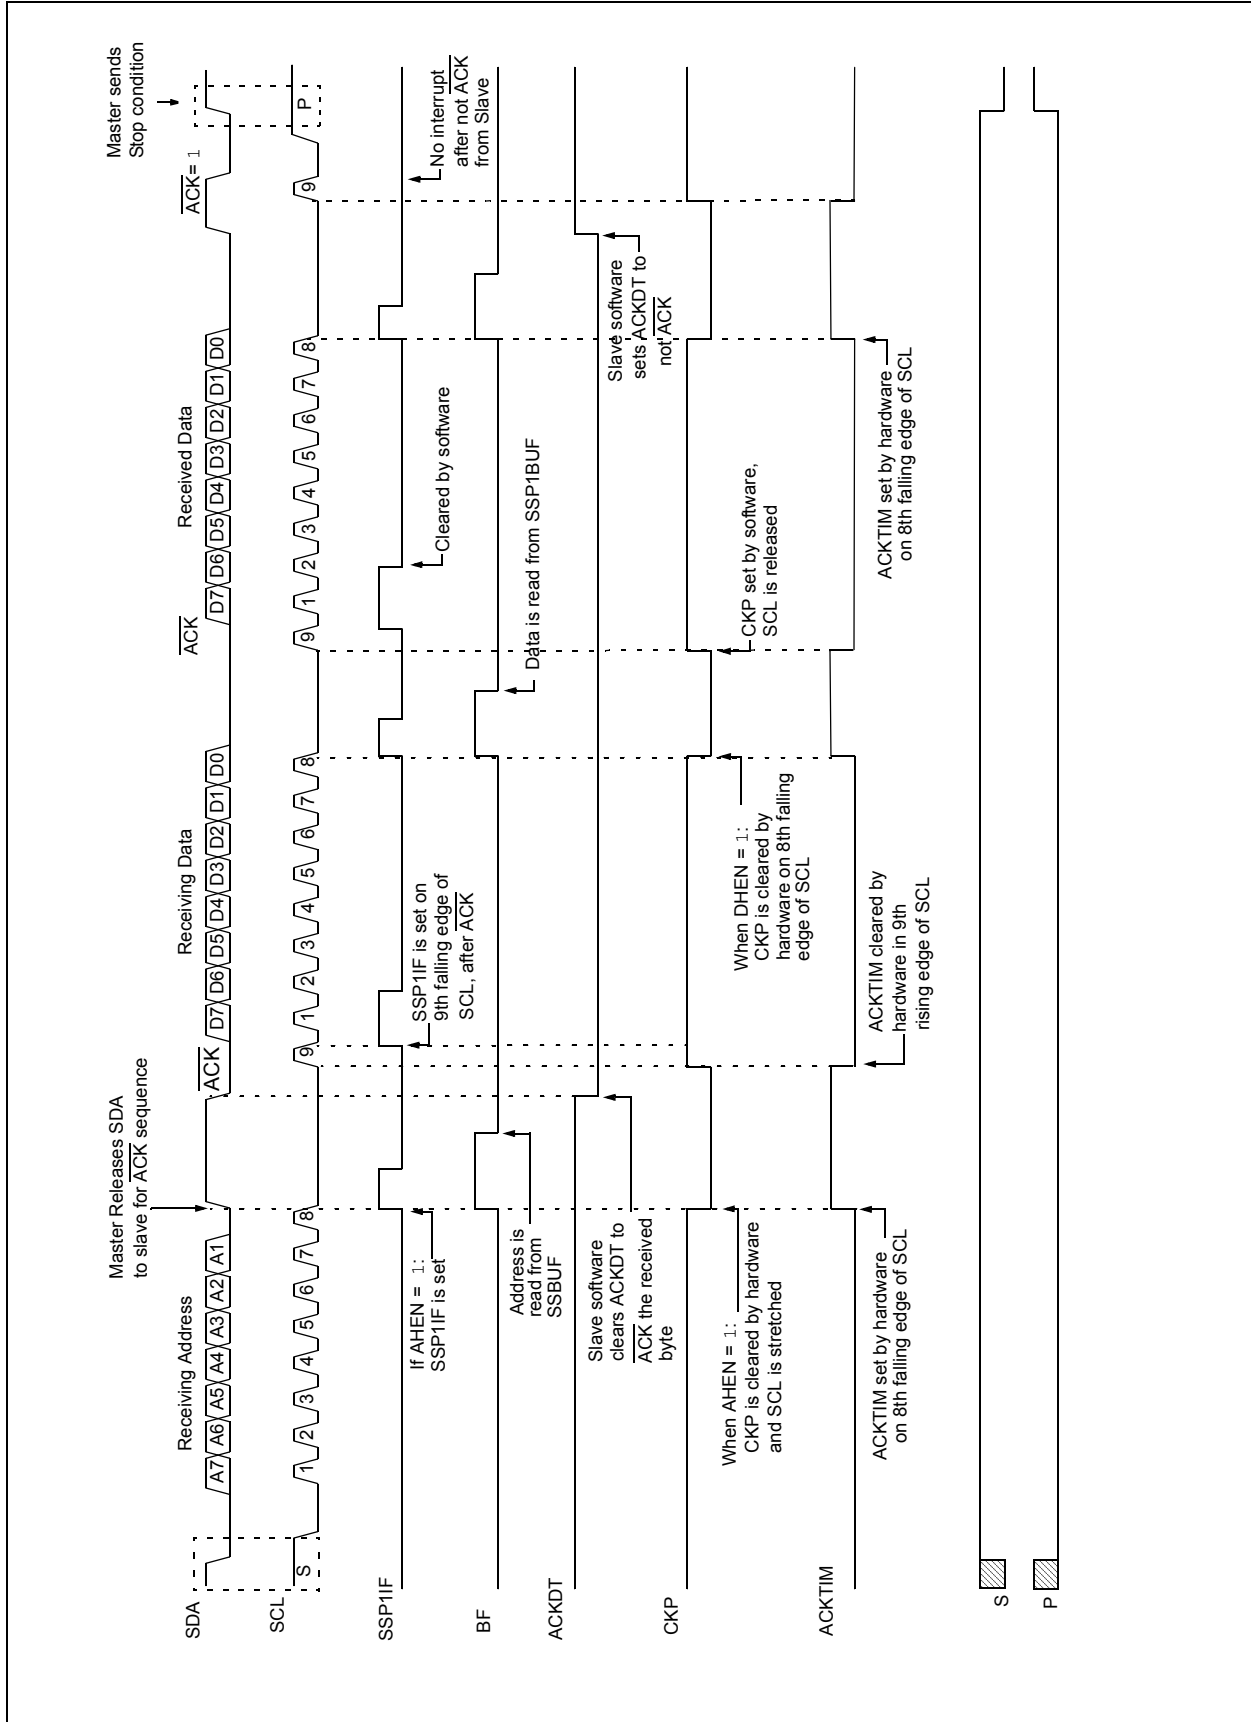 Master Releases SDA
to slave for ACK sequence
Master sends
Stop condition
Receiving Address
Receiving Data
Received Data
ACK
ACK
ACK= 1
SDA
A7 A6 A5 A4 A3 A2 A1
D7 D6 D5 D4 D3 D2 D1 D0
D7 D6 D5 D4 D3 D2 D1 D0
SCL
S 1 2 3 4 5 6 7 8 9 1 2 3 4 5 6 7 8 9 1 2 3 4 5 6 7 8 9 P
SSP1IF
If AHEN = 1:
SSP1IF is set
SSP1IF is set on
9th falling edge of
SCL, after ACK
Cleared by software
No interrupt
after not ACK
from Slave
BF
Address is
read from
SSBUF
Data is read from SSP1BUF
ACKDT
Slave software
clears ACKDT to
ACK the received
byte
Slave software
sets ACKDT to
not ACK
CKP
When AHEN = 1:
CKP is cleared by hardware
and SCL is stretched
When DHEN = 1:
CKP is cleared by
hardware on 8th falling
edge of SCL
CKP set by software,
SCL is released
ACKTIM
ACKTIM set by hardware
on 8th falling edge of SCL
ACKTIM cleared by
hardware in 9th
rising edge of SCL
ACKTIM set by hardware
on 8th falling edge of SCL
S
P